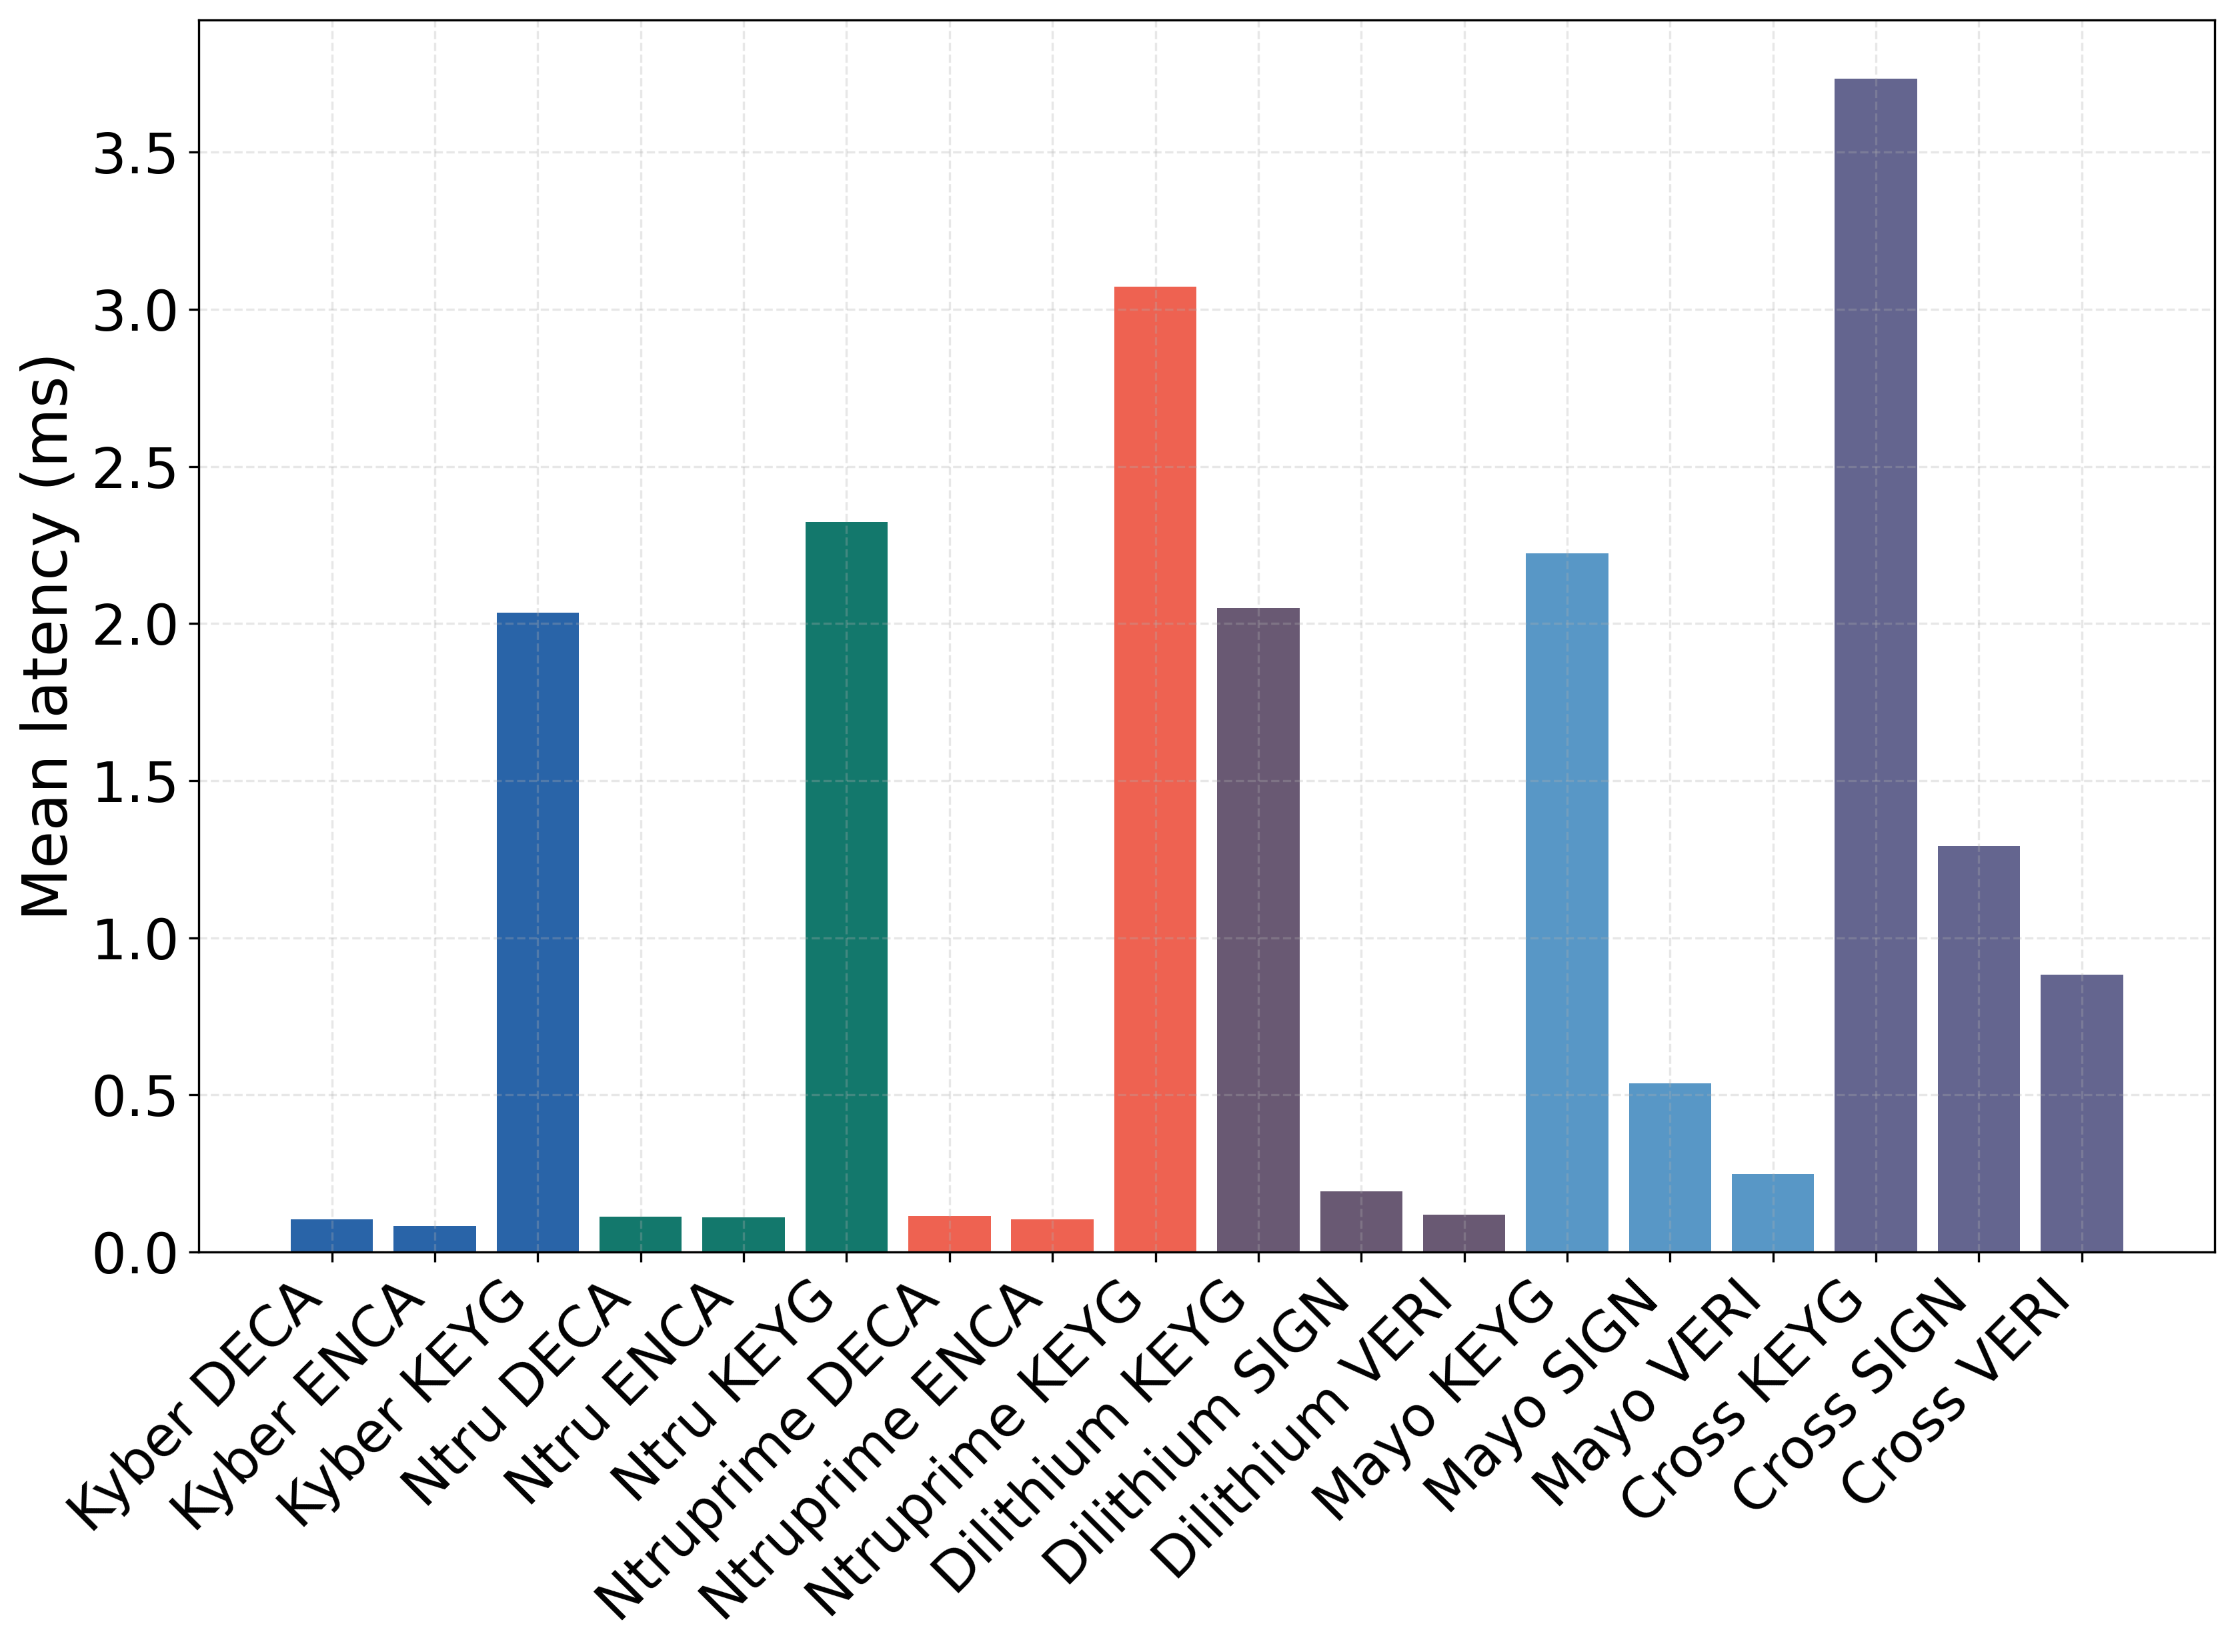 Mean latency (ms)
3.5
3.0
2.5
2.0
1.5
1.0
0.5
0.0
Kyber DECA
Kyber ENCA
Kyber KEYG
Ntru DECA
Ntru ENCA
Ntru KEYG
Ntruprime DECA
Ntruprime ENCA
Ntruprime KEYG
Dilithium KEYG
Dilithium SIGN
Dilithium VERI
Mayo KEYG
Mayo SIGN
Mayo VERI
Cross KEYG
Cross SIGN
Cross VERI